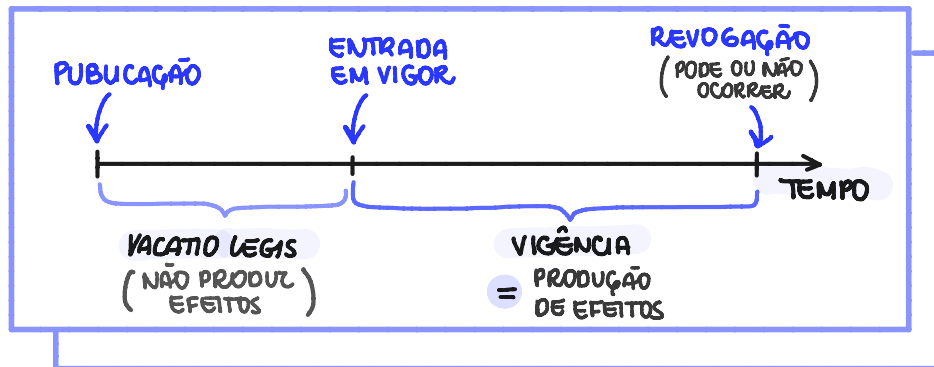 PUBLICAÇÃO
ENTRADA
EM VIGOR
REVOGAÇÃO
(PODE OU NÃO
OCORRER)
TEMPO
VACATIO LEGIS
(NÃO PRODUZ
EFEITOS)
VIGÊNCIA
= PRODUÇÃO
DE EFEITOS